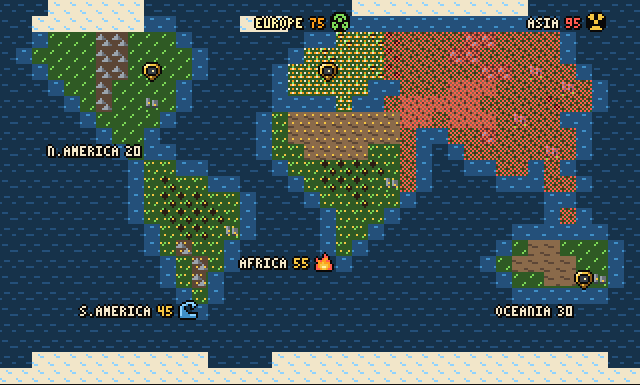 EUROPE 75
ASIA 95
N.AMERICA 20
AFRICA 55
S.AMERICA 45
OCEANIA 30